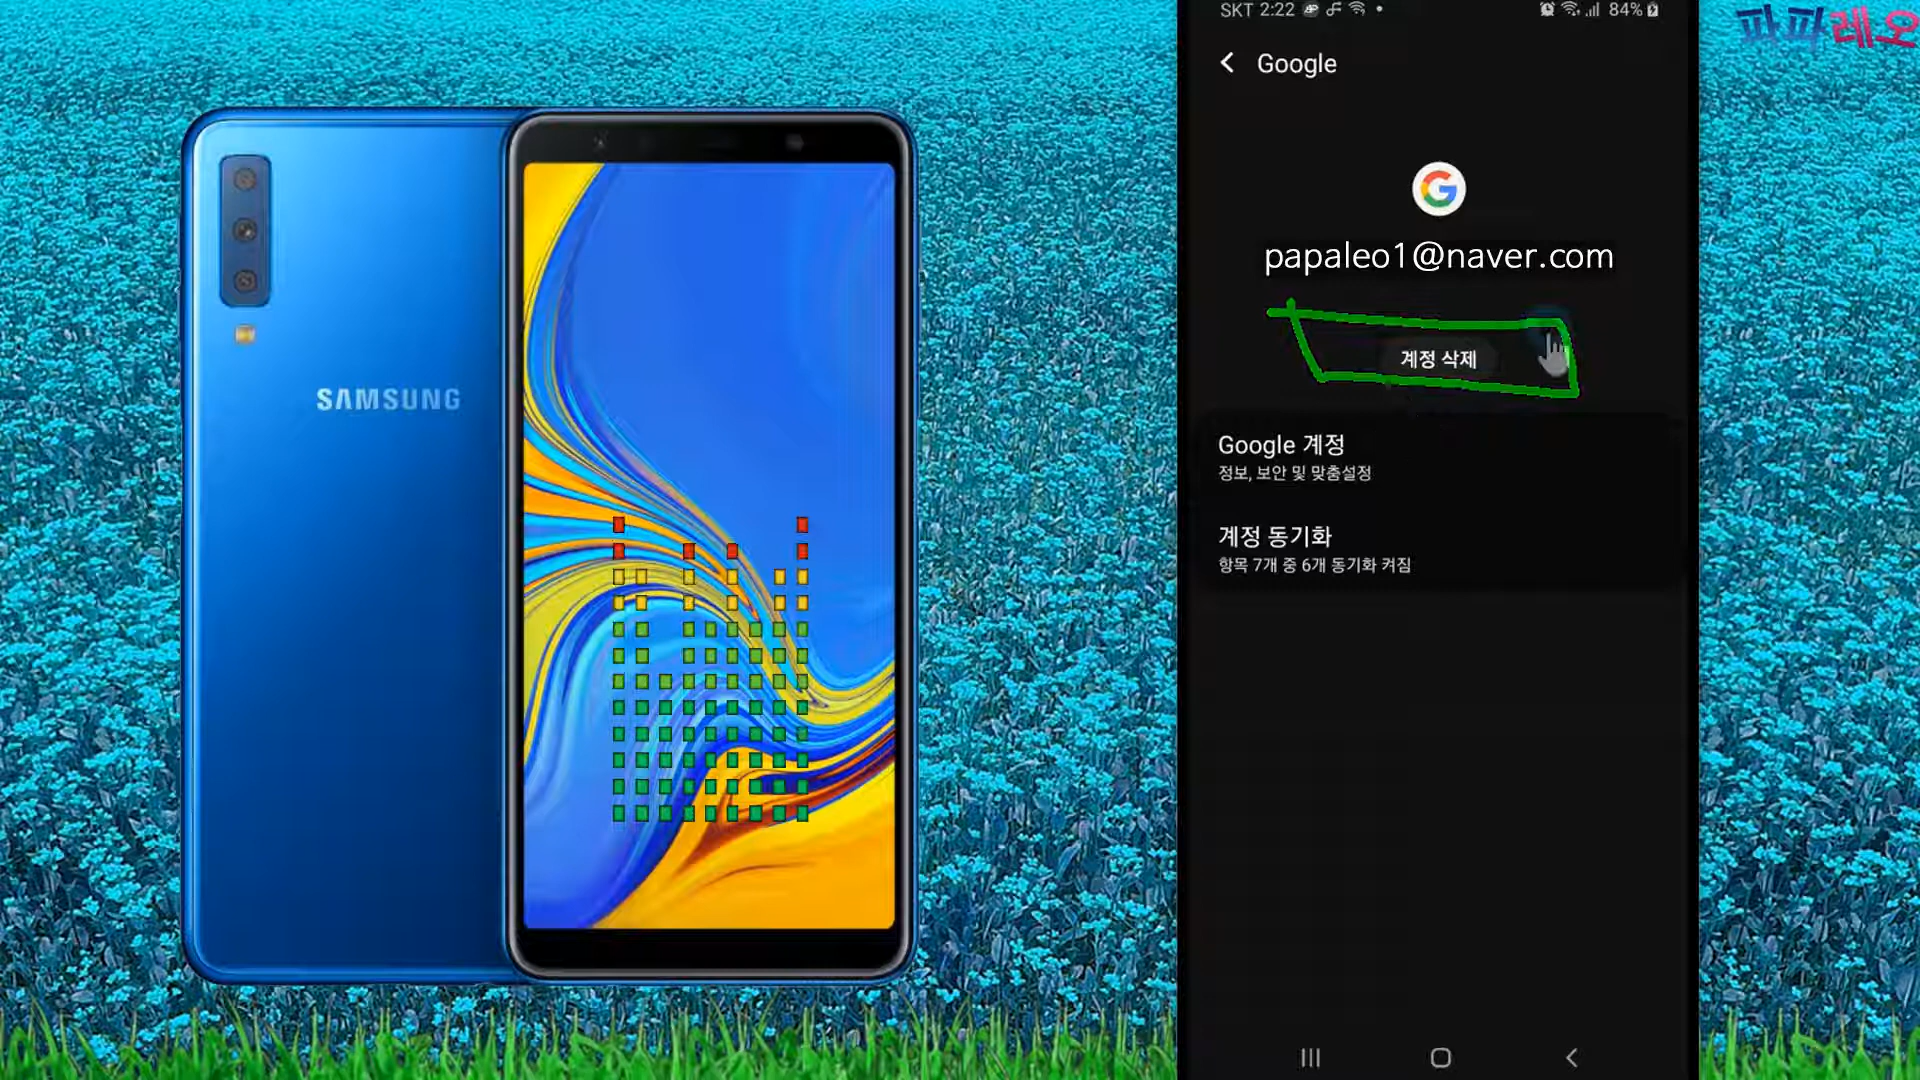 SKT 2:22
84%
파파레오
Google
papaleo1@naver.com
계정 삭제
SAMSUNG
Google 계정
정보, 보안 및 맞춤설정
계정 동기화
항목 7개 중 6개 동기화 켜짐